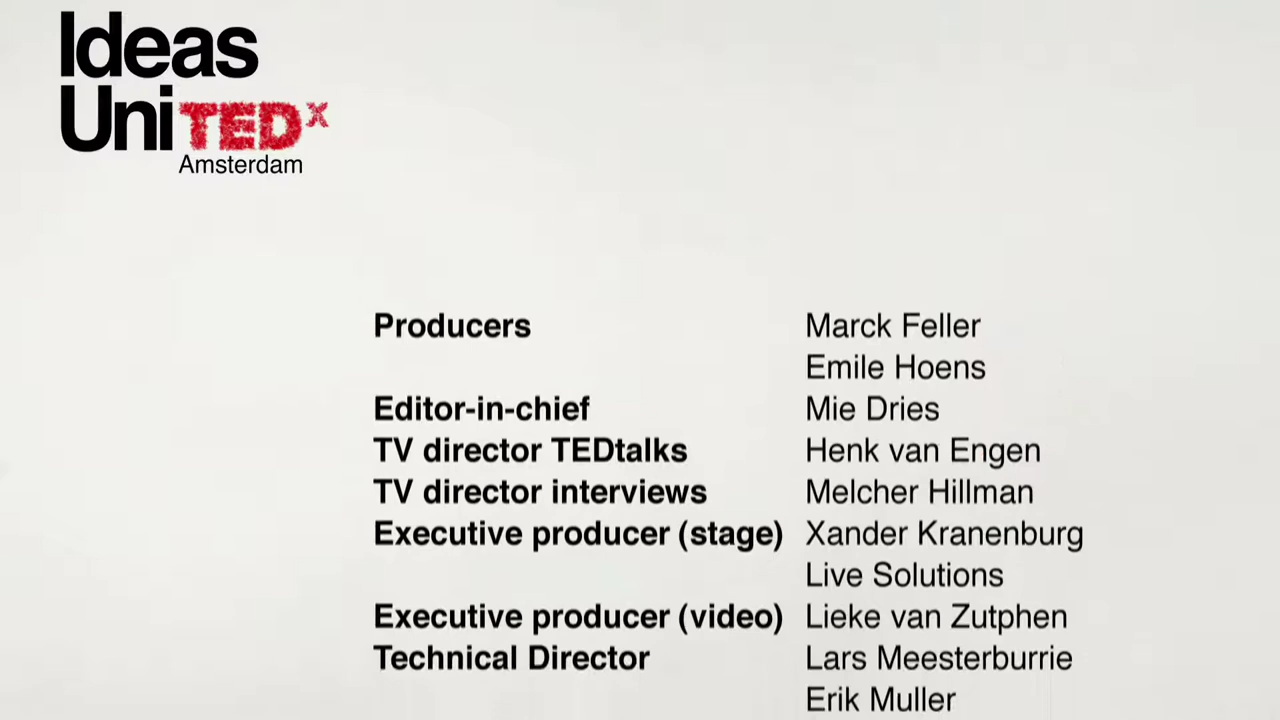 Ideas
UniTEDx
Amsterdam
Producers Marck Feller
Emile Hoens
Editor-in-chief Mie Dries
TV director TEDtalks Henk van Engen
TV director interviews Melcher Hillman
Executive producer (stage) Xander Kranenburg
Live Solutions
Executive producer (video) Lieke van Zutphen
Technical Director Lars Meesterburrie
Erik Muller